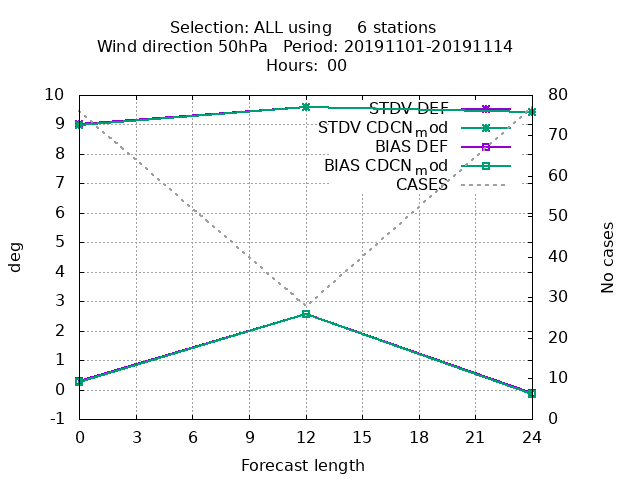 Selection: ALL using     6 stations
Wind direction 50hPa   Period: 20191101-20191114
Hours:  00
10
9
8
7
6
5
4
3
2
1
0
-1
deg
80
70
60
50
40
30
20
10
0
No cases
STDV DEF
STDV CDCNmod
BIAS DEF
BIAS CDCNmod
CASES
0 3 6 9 12 15 18 21 24
Forecast length